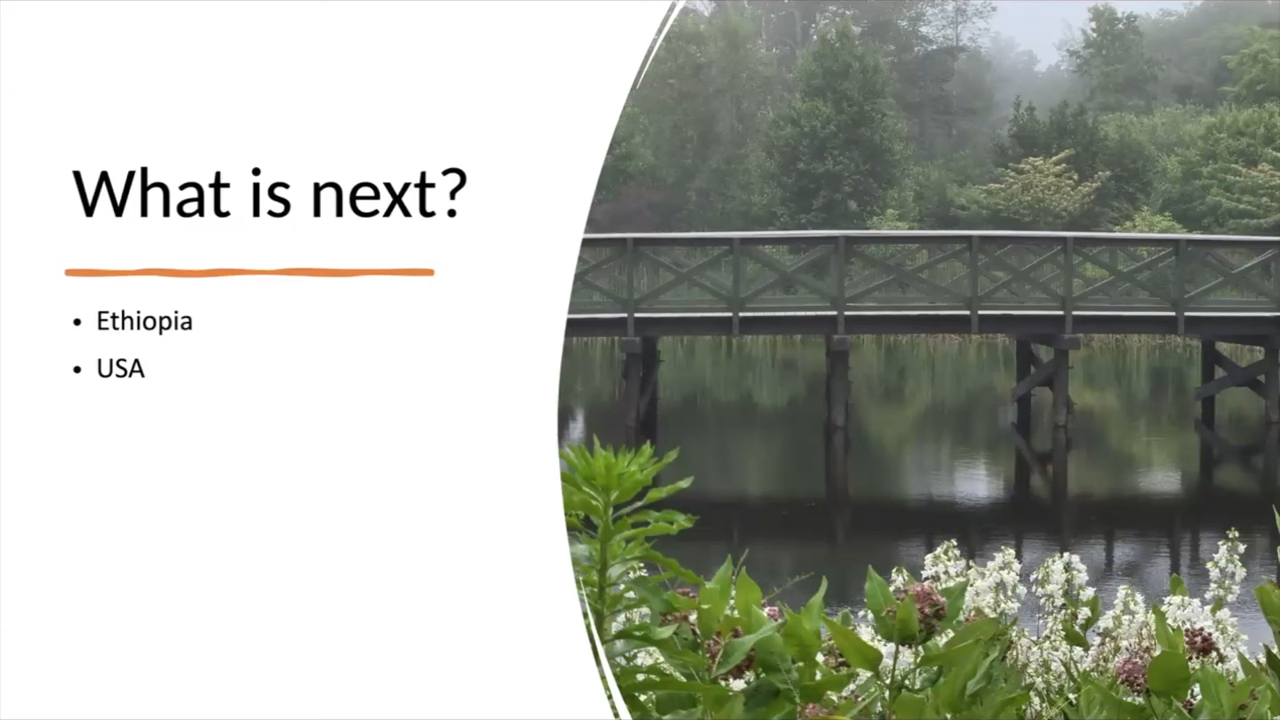 What is next?
• Ethiopia
• USA